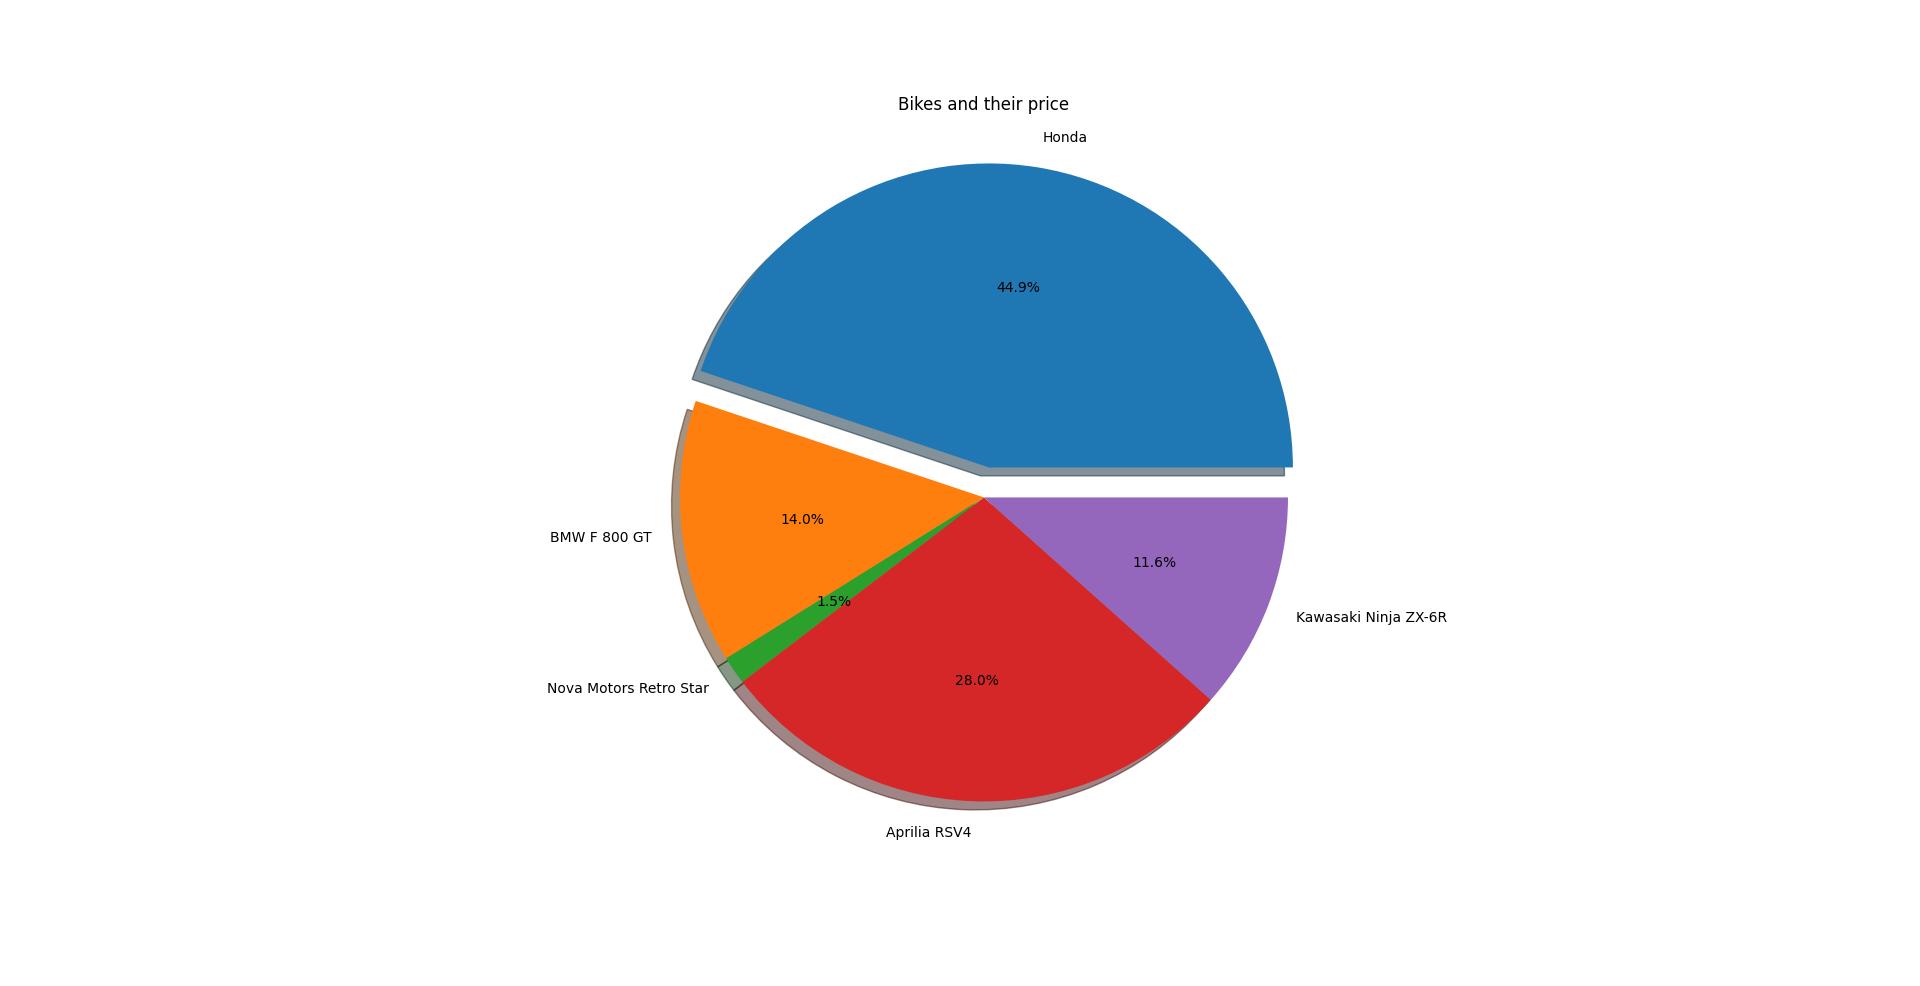 Bikes and their price
Honda
44.9%
14.0%
BMW F 800 GT
11.6%
1.5%
Kawasaki Ninja ZX-6R
28.0%
Nova Motors Retro Star
Aprilia RSV4